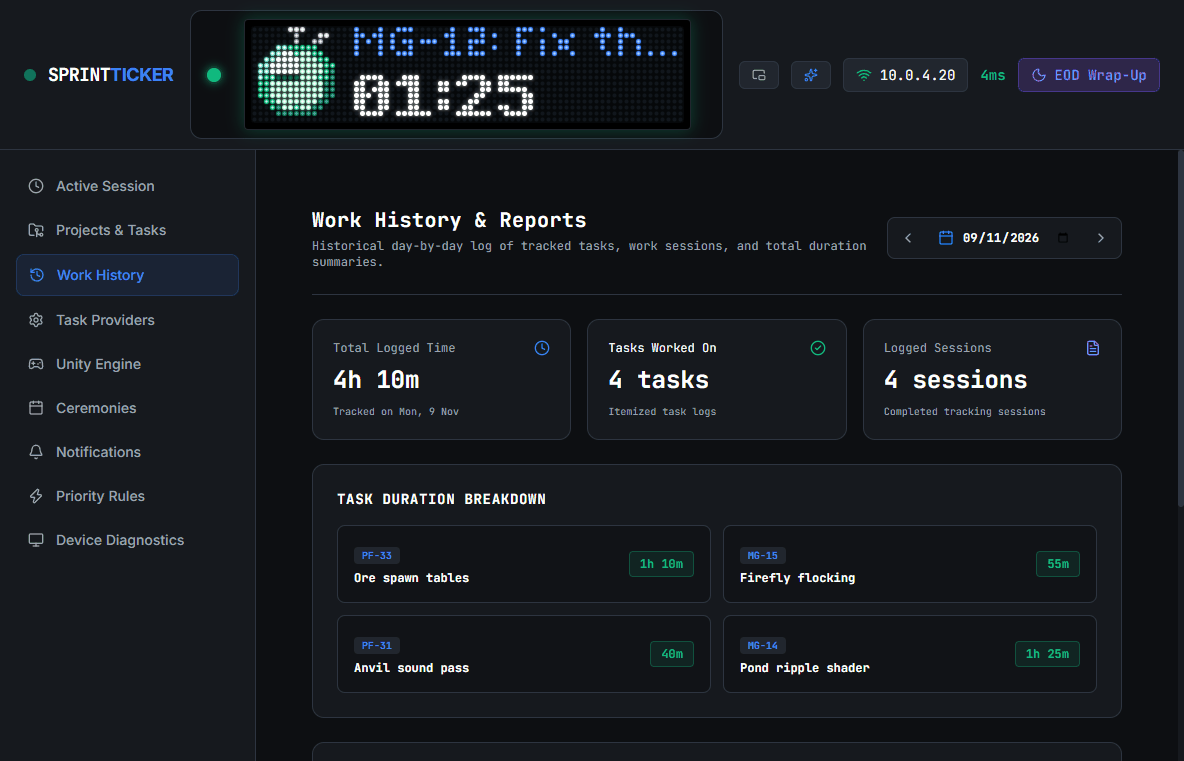 SPRINTTICKER
MG-12: Fix th...
01:25
10.0.4.20
4ms
EOD Wrap-Up
Active Session
Projects & Tasks
Work History
Task Providers
Unity Engine
Ceremonies
Notifications
Priority Rules
Device Diagnostics
Work History & Reports
Historical day-by-day log of tracked tasks, work sessions, and total duration
summaries.
09/11/2026
Total Logged Time
4h 10m
Tracked on Mon, 9 Nov
Tasks Worked On
4 tasks
Itemized task logs
Logged Sessions
4 sessions
Completed tracking sessions
TASK DURATION BREAKDOWN
PF-33
Ore spawn tables
1h 10m
MG-15
Firefly flocking
55m
PF-31
Anvil sound pass
40m
MG-14
Pond ripple shader
1h 25m